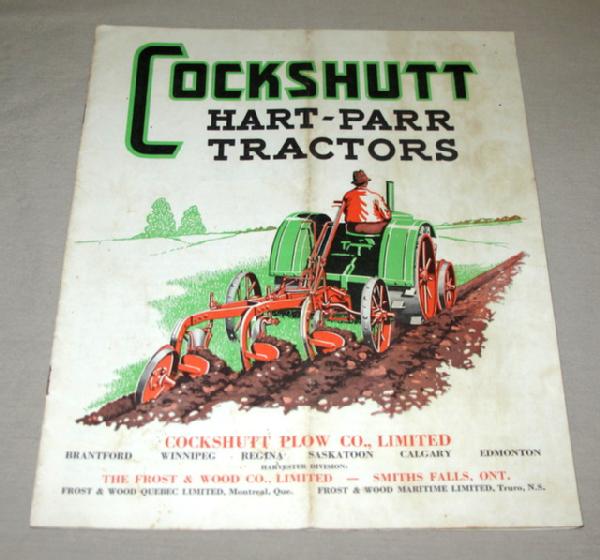 COCKSHUTT
HART-PARR
TRACTORS
COCKSHUTT PLOW CO., LIMITED
BRANTFORD WINNIPEG REGINA SASKATOON CALGARY EDMONTON
HARVESTER DIVISION:
THE FROST & WOOD CO., LIMITED — SMITHS FALLS, ONT.
FROST & WOOD QUEBEC LIMITED, Montreal, Que. FROST & WOOD MARITIME LIMITED, Truro, N.S.